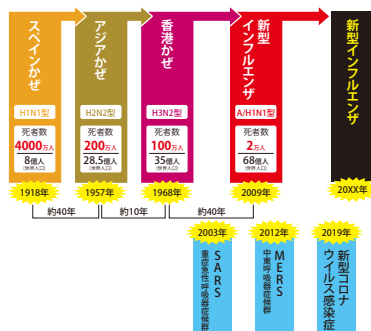 スペインかぜ
H1N1型
死者数
4000万人
8億人
(世界人口)
1918年
アジアかぜ
H2N2型
死者数
200万人
28.5億人
(世界人口)
1957年
香港かぜ
H3N2型
死者数
100万人
35億人
(世界人口)
1968年
新型
インフルエンザ
A/H1N1型
死者数
2万人
68億人
(世界人口)
2009年
新型インフルエンザ
20XX年
約40年
約10年
約40年
2003年
SARS
重症急性呼吸器症候群
2012年
MERS
中東呼吸器症候群
2019年
新型コロナ
ウイルス感染症